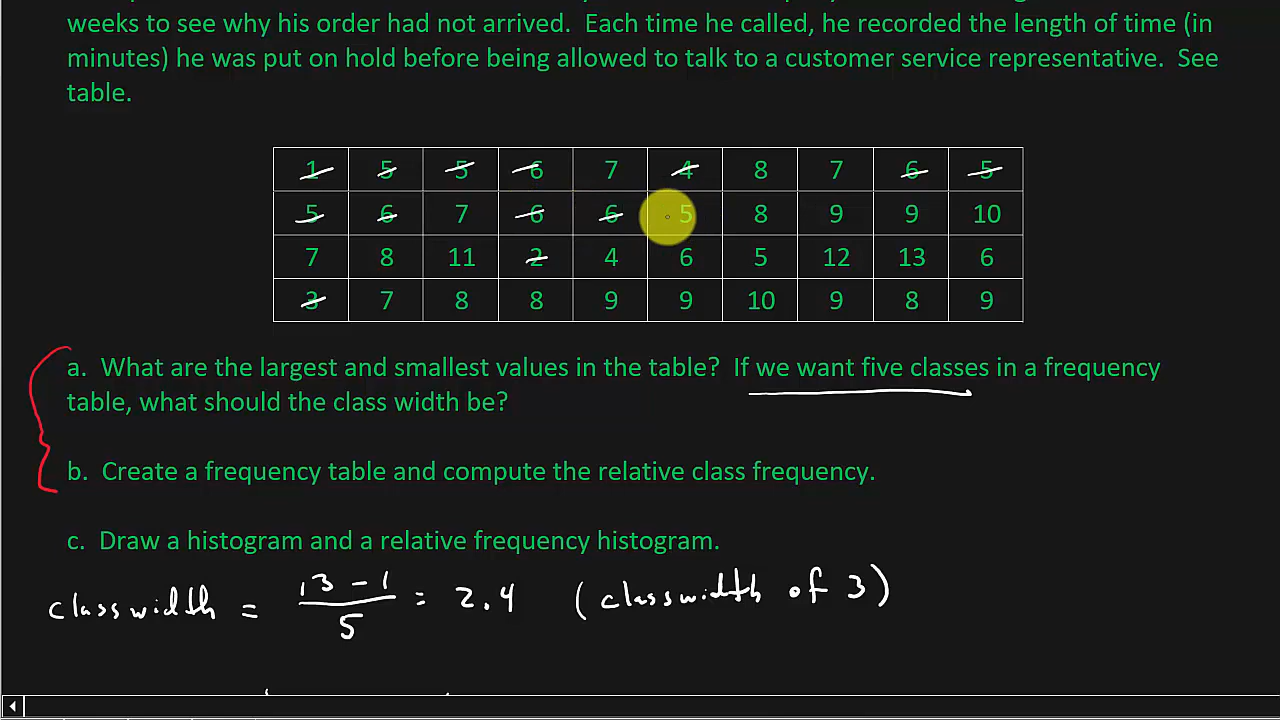 weeks to see why his order had not arrived. Each time he called, he recorded the length of time (in
minutes) he was put on hold before being allowed to talk to a customer service representative. See
table.
1 5 5 6 7 4 8 7 6 5
5 6 7 6 6 5 8 9 9 10
7 8 11 2 4 6 5 12 13 6
3 7 8 8 9 9 10 9 8 9
a. What are the largest and smallest values in the table? If we want five classes in a frequency
table, what should the class width be?
b. Create a frequency table and compute the relative class frequency.
c. Draw a histogram and a relative frequency histogram.
classwidth = 13 - 1 / 5 = 2.4 (classwidth of 3)